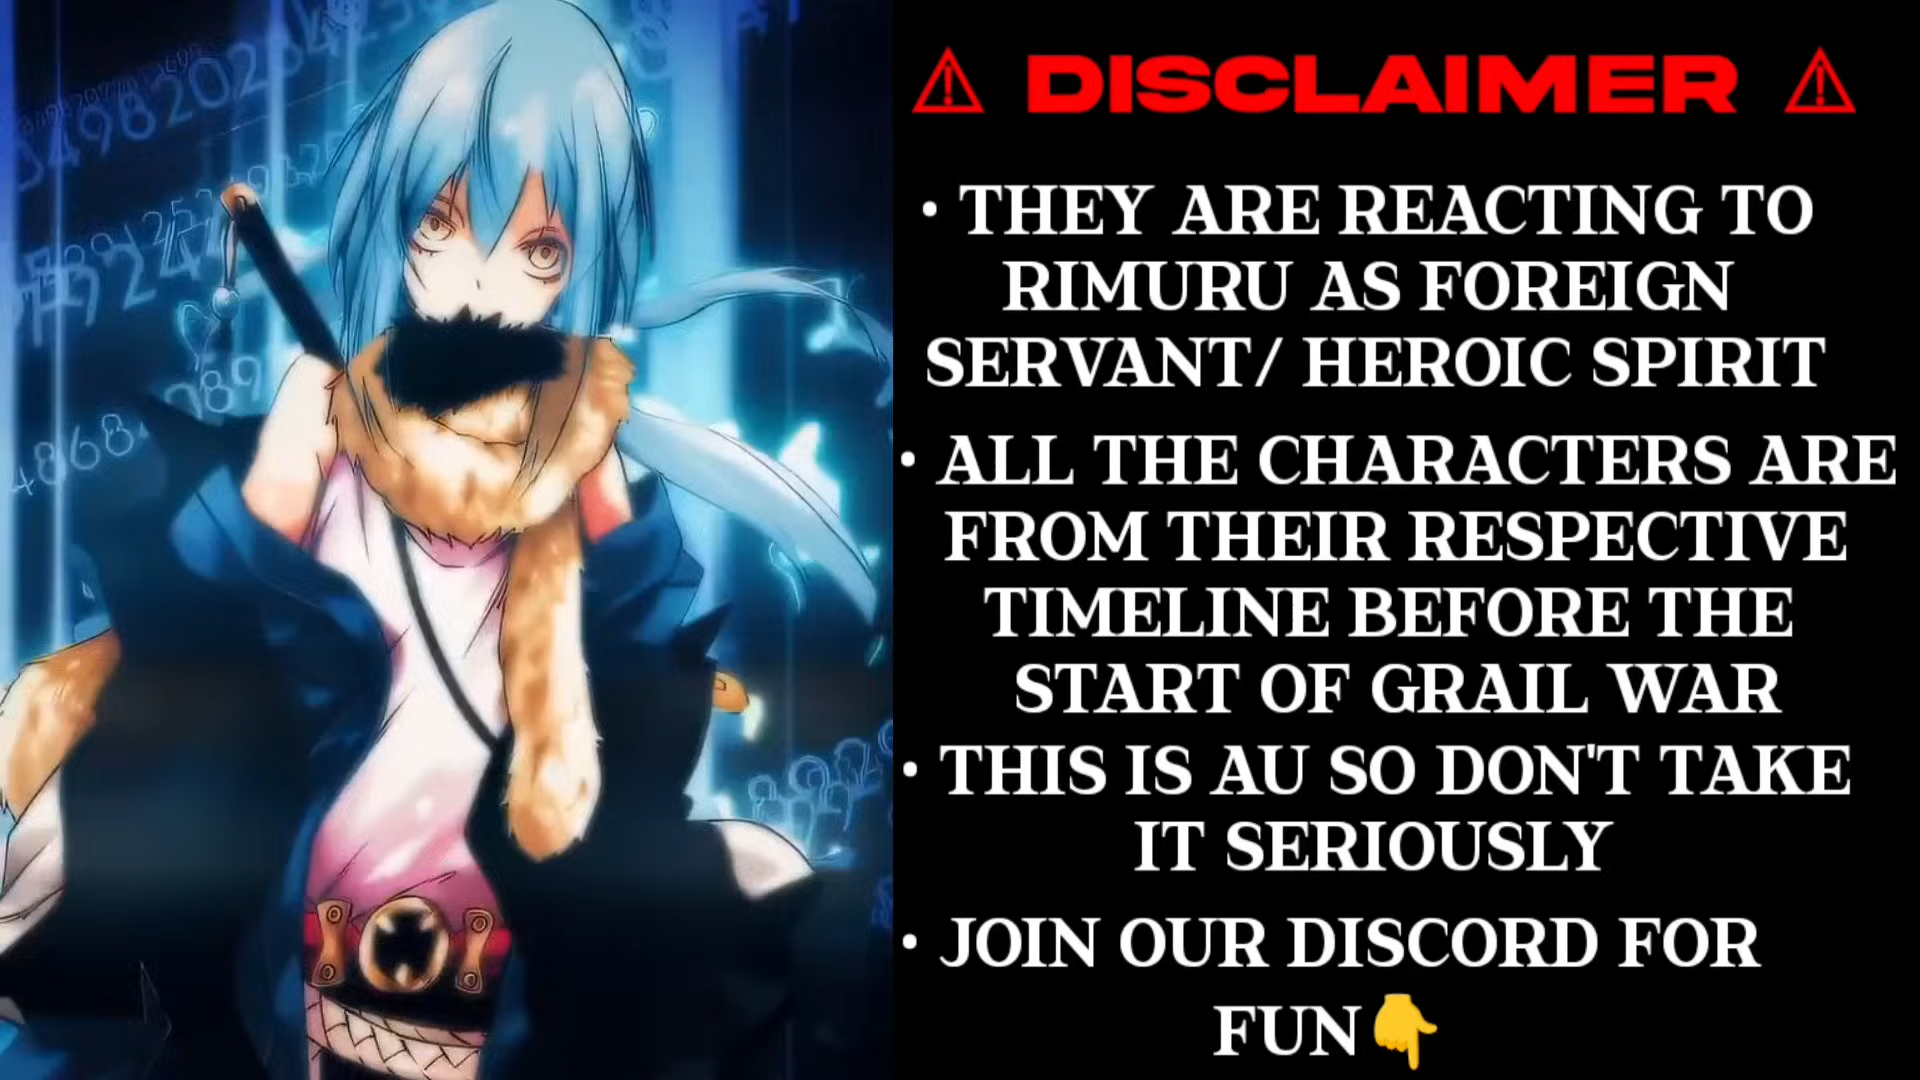 ⚠ DISCLAIMER ⚠
• THEY ARE REACTING TO
RIMURU AS FOREIGN
SERVANT/ HEROIC SPIRIT
• ALL THE CHARACTERS ARE
FROM THEIR RESPECTIVE
TIMELINE BEFORE THE
START OF GRAIL WAR
• THIS IS AU SO DON'T TAKE
IT SERIOUSLY
• JOIN OUR DISCORD FOR
FUN👇